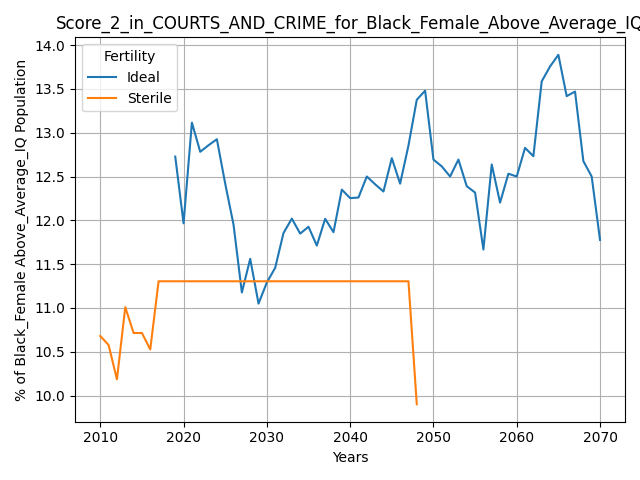 Score_2_in_COURTS_AND_CRIME_for_Black_Female_Above_Average_IQ
Fertility
Ideal
Sterile
14.0
13.5
13.0
12.5
12.0
11.5
11.0
10.5
10.0
% of Black_Female Above_Average_IQ Population
2010 2020 2030 2040 2050 2060 2070
Years